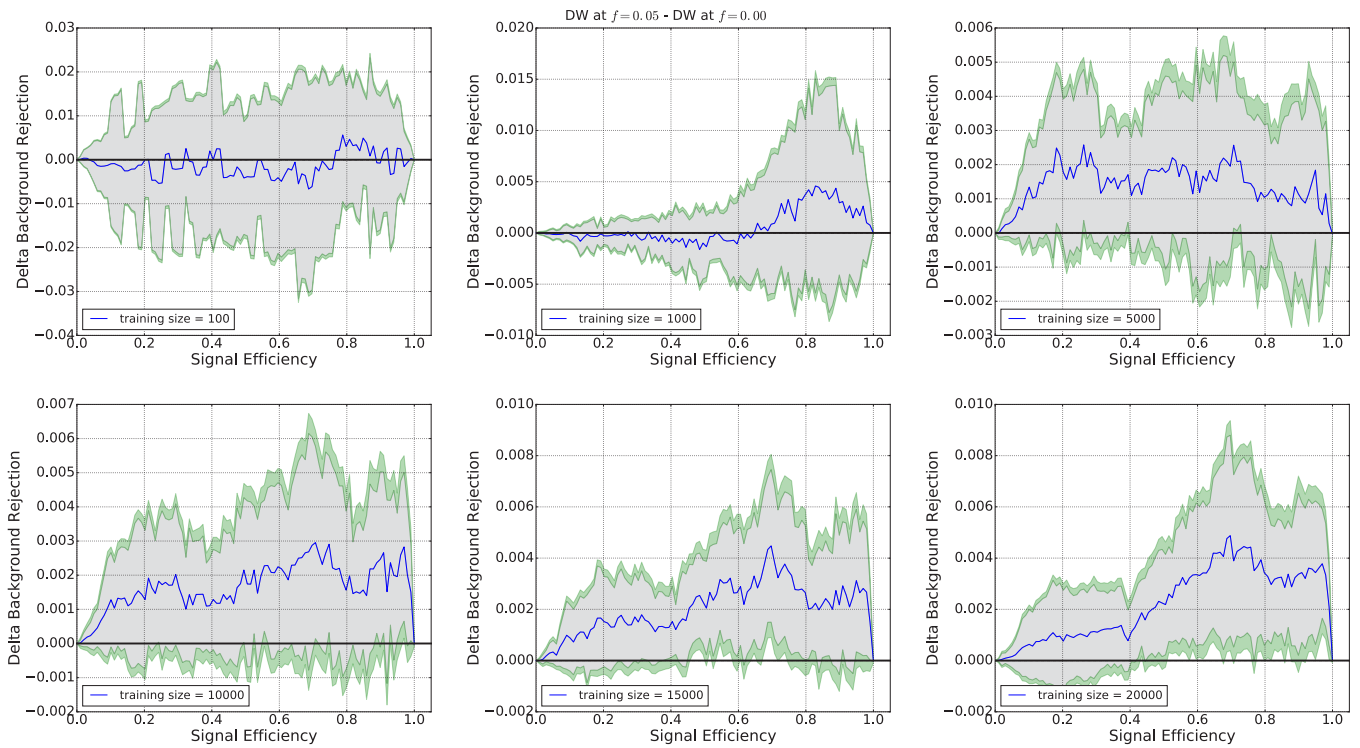 DW at f = 0.05 - DW at f = 0.00
0.03
0.02
0.01
0.00
−0.01
−0.02
−0.03
−0.04
Delta Background Rejection
training size = 100
0.0 0.2 0.4 0.6 0.8 1.0
Signal Efficiency
0.020
0.015
0.010
0.005
0.000
−0.005
−0.010
Delta Background Rejection
training size = 1000
0.0 0.2 0.4 0.6 0.8 1.0
Signal Efficiency
0.006
0.005
0.004
0.003
0.002
0.001
0.000
−0.001
−0.002
−0.003
Delta Background Rejection
training size = 5000
0.0 0.2 0.4 0.6 0.8 1.0
Signal Efficiency
0.007
0.006
0.005
0.004
0.003
0.002
0.001
0.000
−0.001
−0.002
Delta Background Rejection
training size = 10000
0.0 0.2 0.4 0.6 0.8 1.0
Signal Efficiency
0.010
0.008
0.006
0.004
0.002
0.000
−0.002
Delta Background Rejection
training size = 15000
0.0 0.2 0.4 0.6 0.8 1.0
Signal Efficiency
0.010
0.008
0.006
0.004
0.002
0.000
−0.002
Delta Background Rejection
training size = 20000
0.0 0.2 0.4 0.6 0.8 1.0
Signal Efficiency